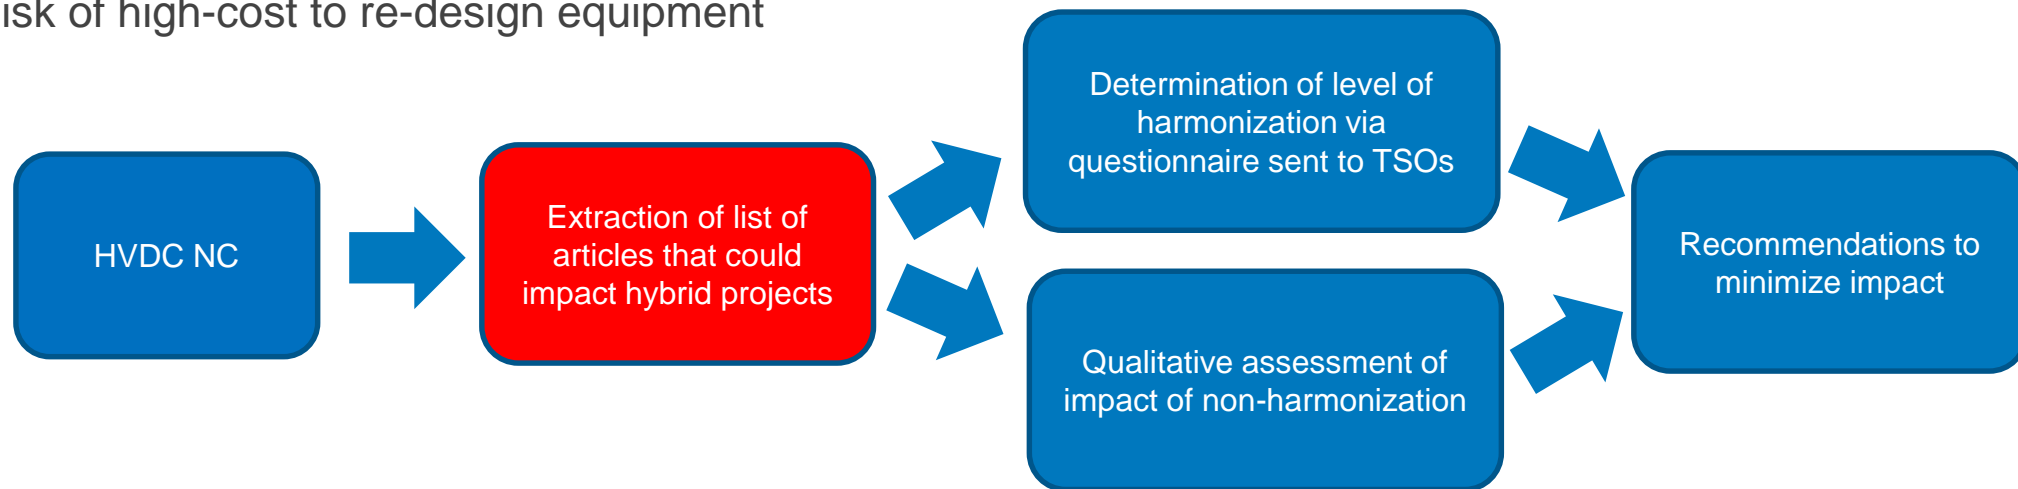 isk of high-cost to re-design equipment
HVDC NC
Extraction of list of
articles that could
impact hybrid projects
Determination of level of
harmonization via
questionnaire sent to TSOs
Qualitative assessment of
impact of non-harmonization
Recommendations to
minimize impact